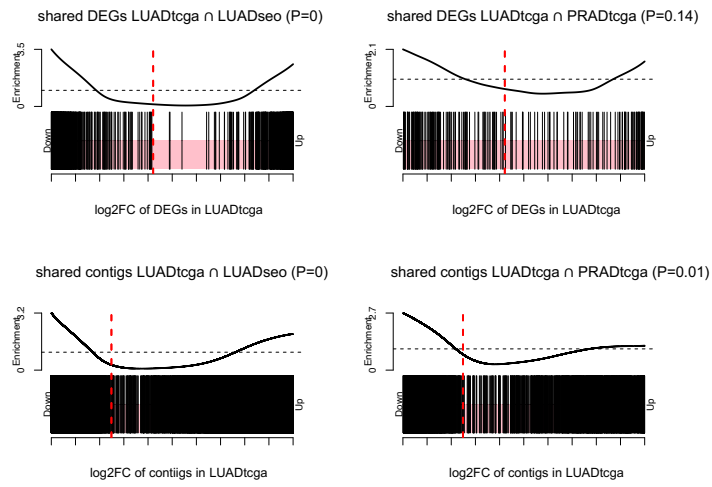 shared DEGs LUADtcga ∩ LUADseo (P=0)
3.5
Enrichment
0
Down
Up
log2FC of DEGs in LUADtcga
shared DEGs LUADtcga ∩ PRADtcga (P=0.14)
2.1
Enrichment
0
Down
Up
log2FC of DEGs in LUADtcga
shared contigs LUADtcga ∩ LUADseo (P=0)
3.2
Enrichment
0
Down
Up
log2FC of contiigs in LUADtcga
shared contigs LUADtcga ∩ PRADtcga (P=0.01)
2.7
Enrichment
0
Down
Up
log2FC of contigs in LUADtcga